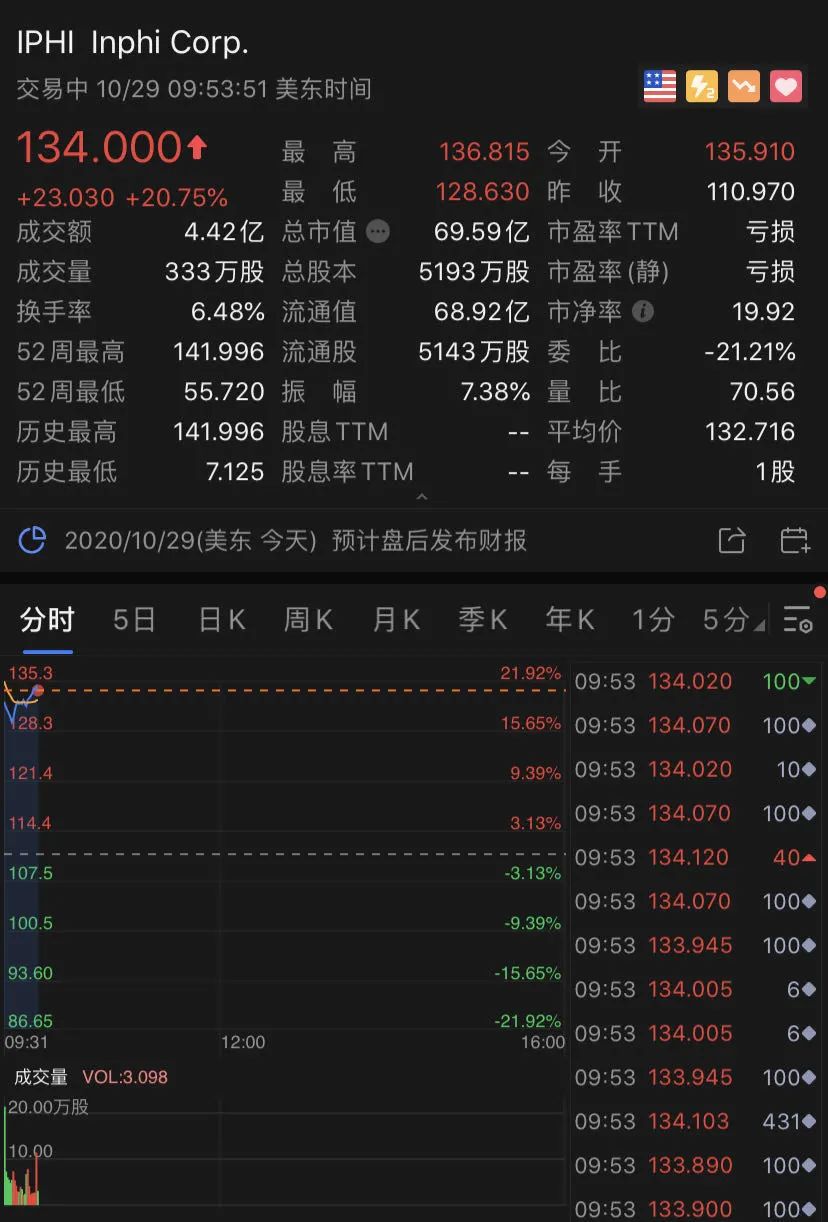 IPHI Inphi Corp.
交易中 10/29 09:53:51 美东时间
134.000
+23.030 +20.75%
最高 136.815 今开 135.910
最低 128.630 昨收 110.970
成交额 4.42亿 总市值 69.59亿 市盈率TTM 亏损
成交量 333万股 总股本 5193万股 市盈率(静) 亏损
换手率 6.48% 流通值 68.92亿 市净率 19.92
52周最高 141.996 流通股 5143万股 委比 -21.21%
52周最低 55.720 振幅 7.38% 量比 70.56
历史最高 141.996 股息TTM -- 平均价 132.716
历史最低 7.125 股息率TTM -- 每手 1股
2020/10/29(美东 今天) 预计盘后发布财报
分时 5日 日K 周K 月K 季K 年K 1分 5分
135.3 21.92%
128.3 15.65%
121.4 9.39%
114.4 3.13%
107.5 -3.13%
100.5 -9.39%
93.60 -15.65%
86.65 -21.92%
09:31 12:00 16:00
成交量 VOL:3.098
20.00万股
10.00
09:53 134.020 100
09:53 134.070 100
09:53 134.020 10
09:53 134.070 100
09:53 134.120 40
09:53 134.070 100
09:53 133.945 100
09:53 134.005 6
09:53 134.005 6
09:53 133.945 100
09:53 134.103 431
09:53 133.890 100
09:53 133.900 100